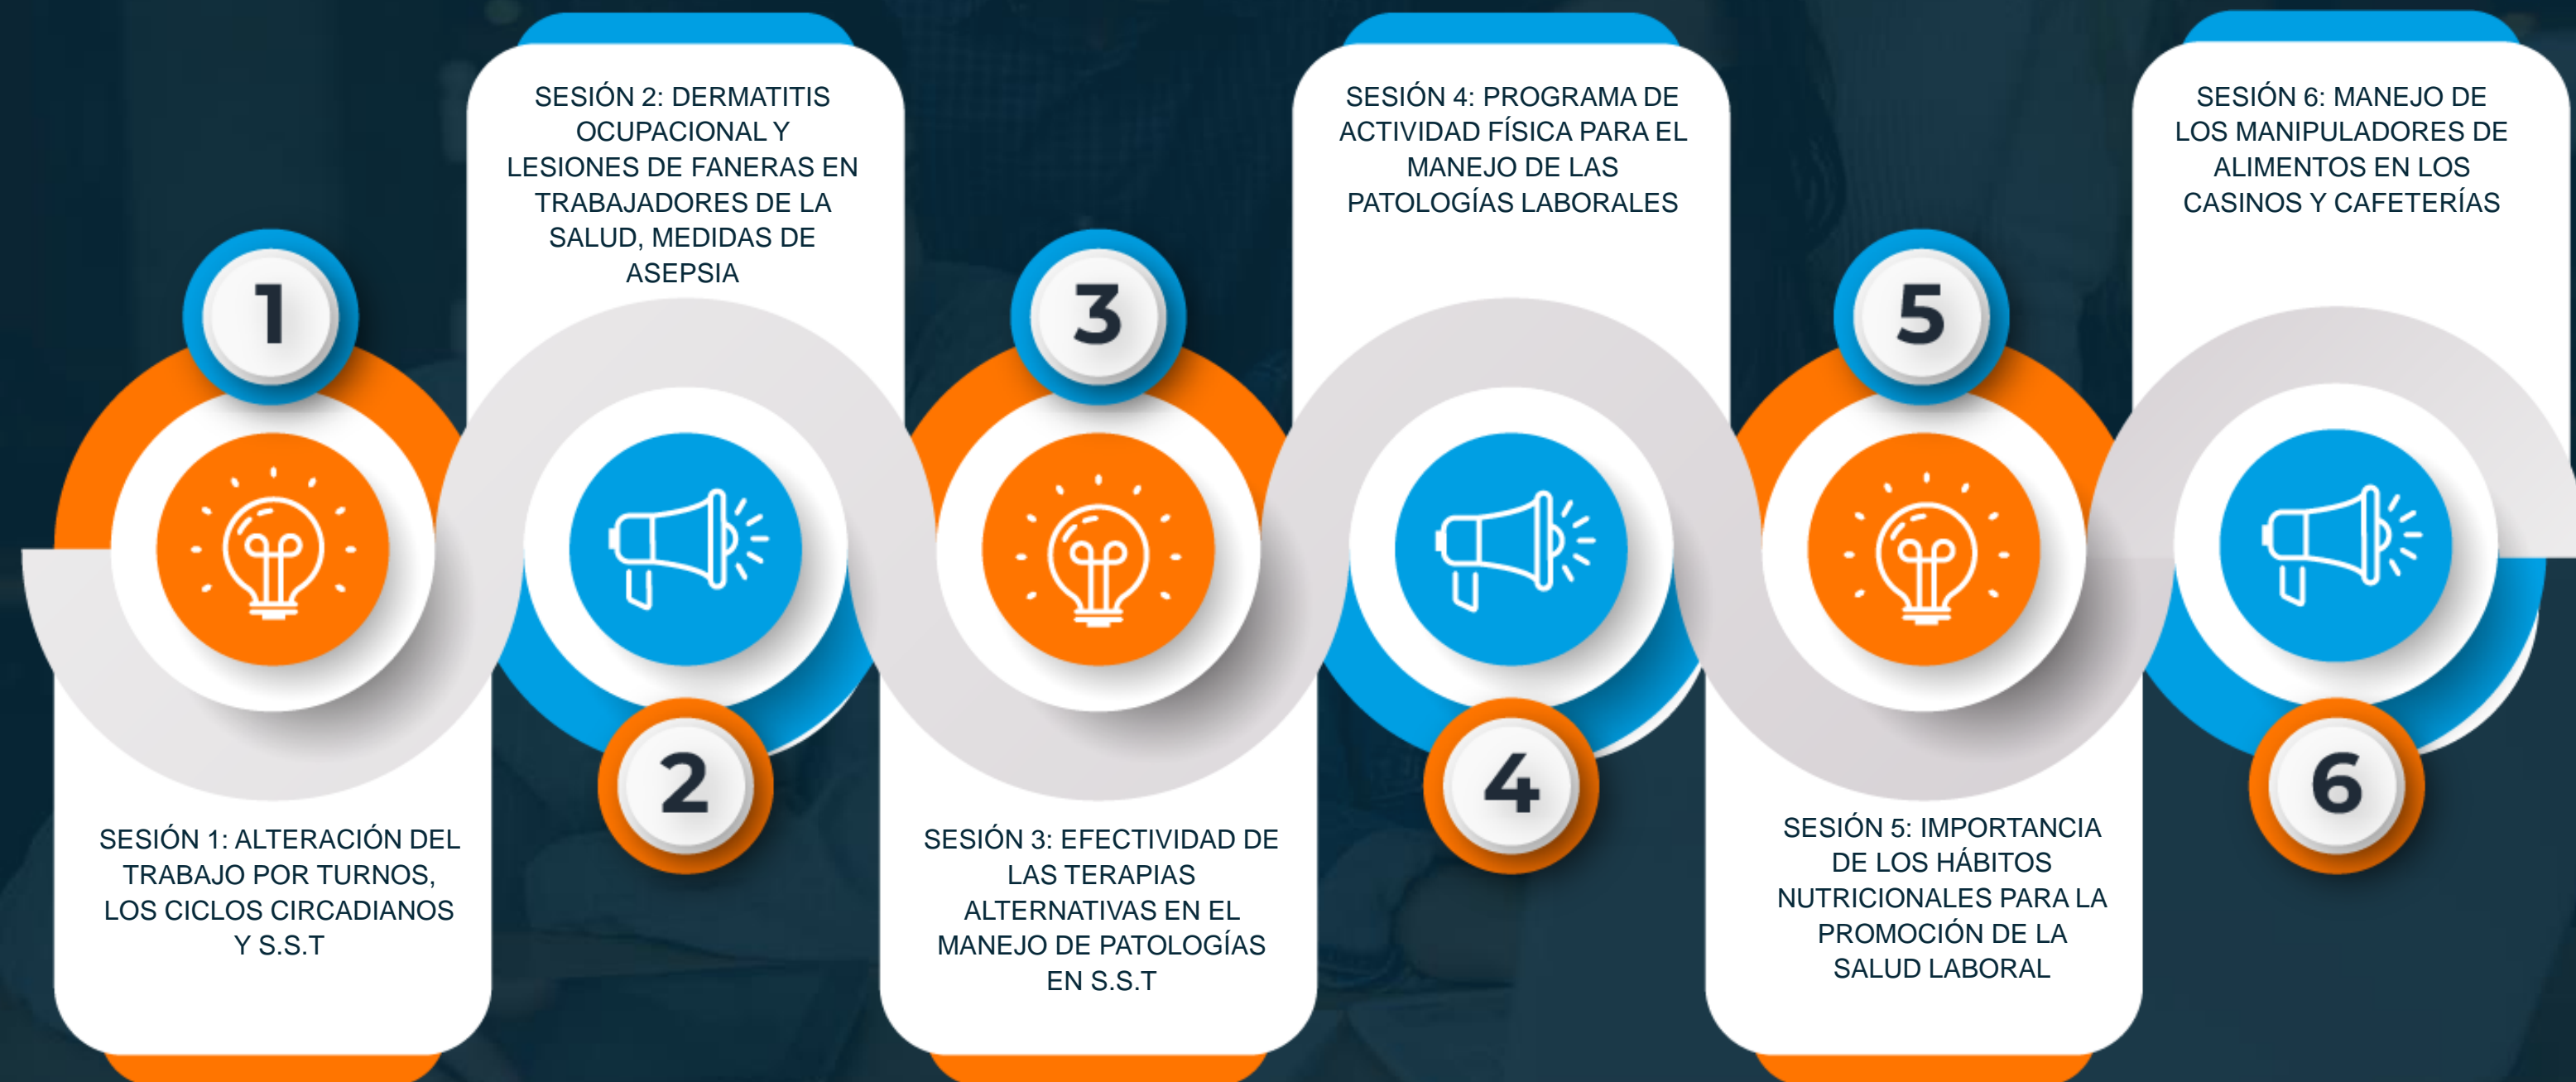 1
SESIÓN 1: ALTERACIÓN DEL
TRABAJO POR TURNOS,
LOS CICLOS CIRCADIANOS
Y S.S.T
SESIÓN 2: DERMATITIS
OCUPACIONAL Y
LESIONES DE FANERAS EN
TRABAJADORES DE LA
SALUD, MEDIDAS DE
ASEPSIA
2
3
SESIÓN 3: EFECTIVIDAD DE
LAS TERAPIAS
ALTERNATIVAS EN EL
MANEJO DE PATOLOGÍAS
EN S.S.T
SESIÓN 4: PROGRAMA DE
ACTIVIDAD FÍSICA PARA EL
MANEJO DE LAS
PATOLOGÍAS LABORALES
4
5
SESIÓN 5: IMPORTANCIA
DE LOS HÁBITOS
NUTRICIONALES PARA LA
PROMOCIÓN DE LA
SALUD LABORAL
SESIÓN 6: MANEJO DE
LOS MANIPULADORES DE
ALIMENTOS EN LOS
CASINOS Y CAFETERÍAS
6